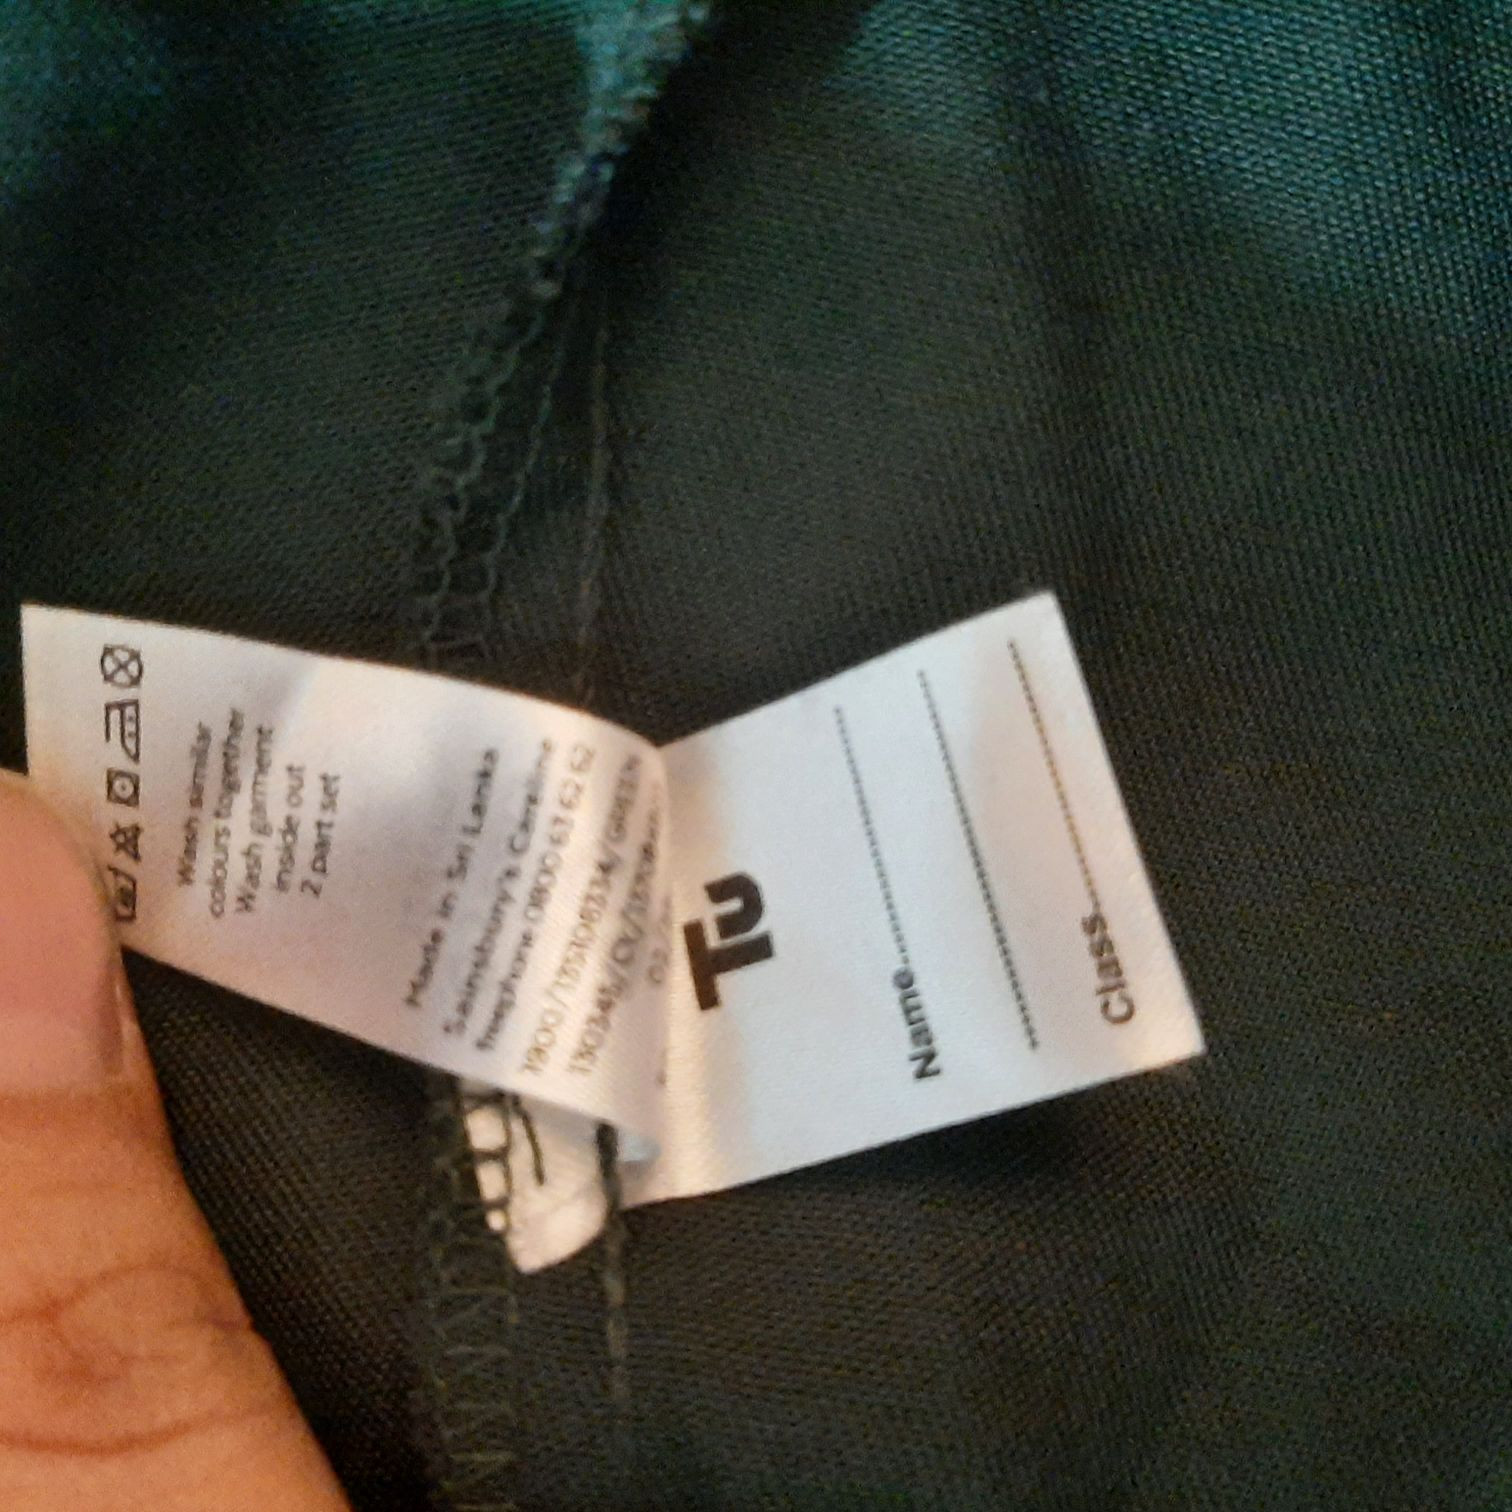 Wash similar
colours together
Wash garment
inside out
2 part set
Made in Sri Lanka
Sainsbury's Careline
freephone 0800 63 62 62
Tu
Name
Class